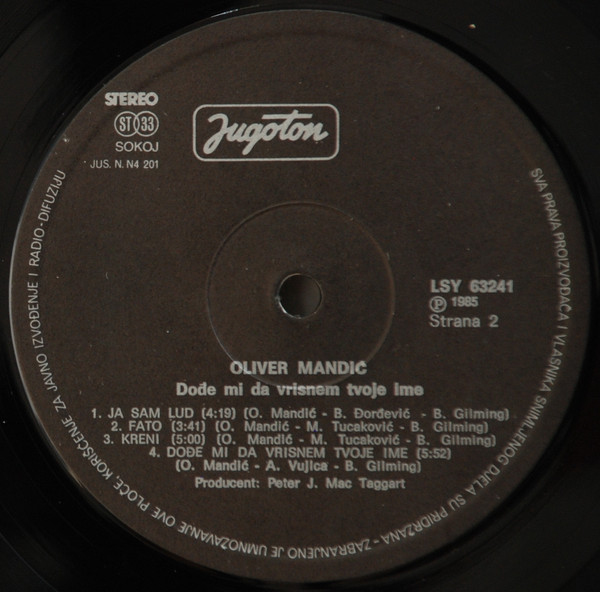 STEREO
ST 33
SOKOJ
JUS. N. N4 201
Jugoton
LSY 63241
Ⓟ 1985
Strana 2
OLIVER MANDIĆ
Dođe mi da vrisnem tvoje ime
1. JA SAM LUD (4:19) (O. Mandić - B. Đorđević - B. Gilming)
2. FATO (3:41) (O. Mandić - M. Tucaković - B. Gilming)
3. KRENI (5:00) (O. Mandić - M. Tucaković - B. Gilming)
4. DOĐE MI DA VRISNEM TVOJE IME (5:52)
(O. Mandić - A. Vujica - B. Gilming)
Producent: Peter J. Mac Taggart
SVA PRAVA PROIZVOĐAČA I VLASNIKA SNIMLJENOG DJELA SU PRIDRŽANA - ZABRANJENO JE UMNOŽAVANJE OVE PLOČE, KORIŠĆENJE ZA JAVNO IZVOĐENJE I RADIO-DIFUZIJU